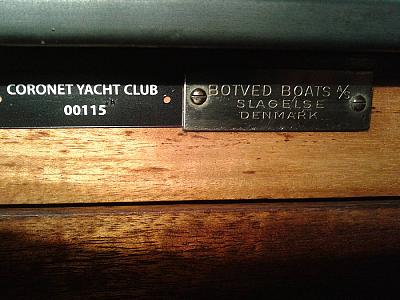 CORONET YACHT CLUB
00115
BOTVED BOATS A/S
SLAGELSE
DENMARK